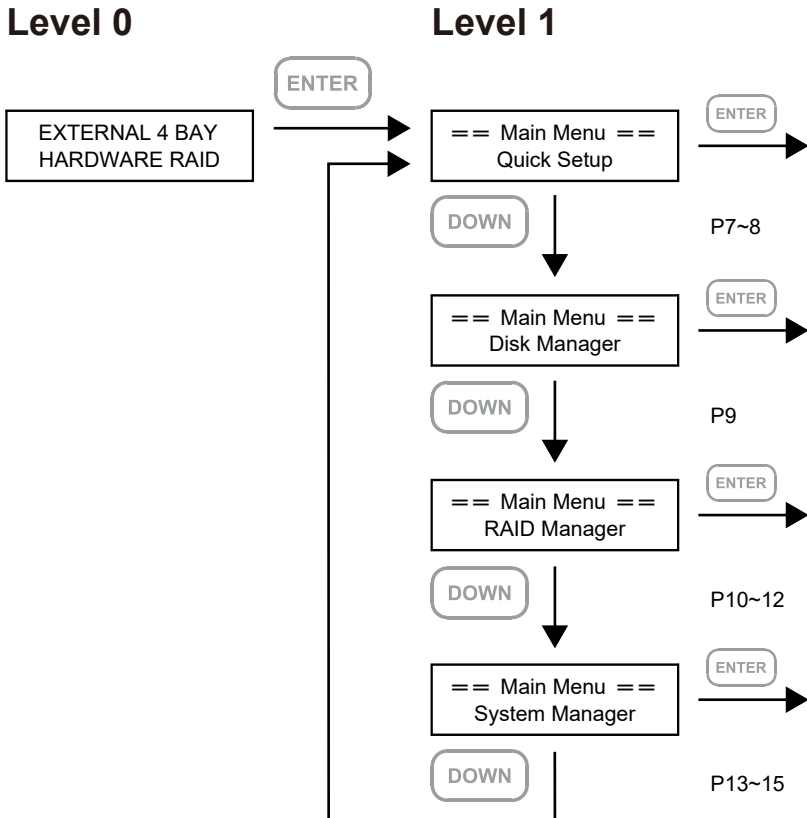 Level 0
Level 1
ENTER
ENTER
EXTERNAL 4 BAY
HARDWARE RAID
== Main Menu ==
Quick Setup
DOWN
P7~8
ENTER
== Main Menu ==
Disk Manager
DOWN
P9
ENTER
== Main Menu ==
RAID Manager
DOWN
P10~12
ENTER
== Main Menu ==
System Manager
DOWN
P13~15